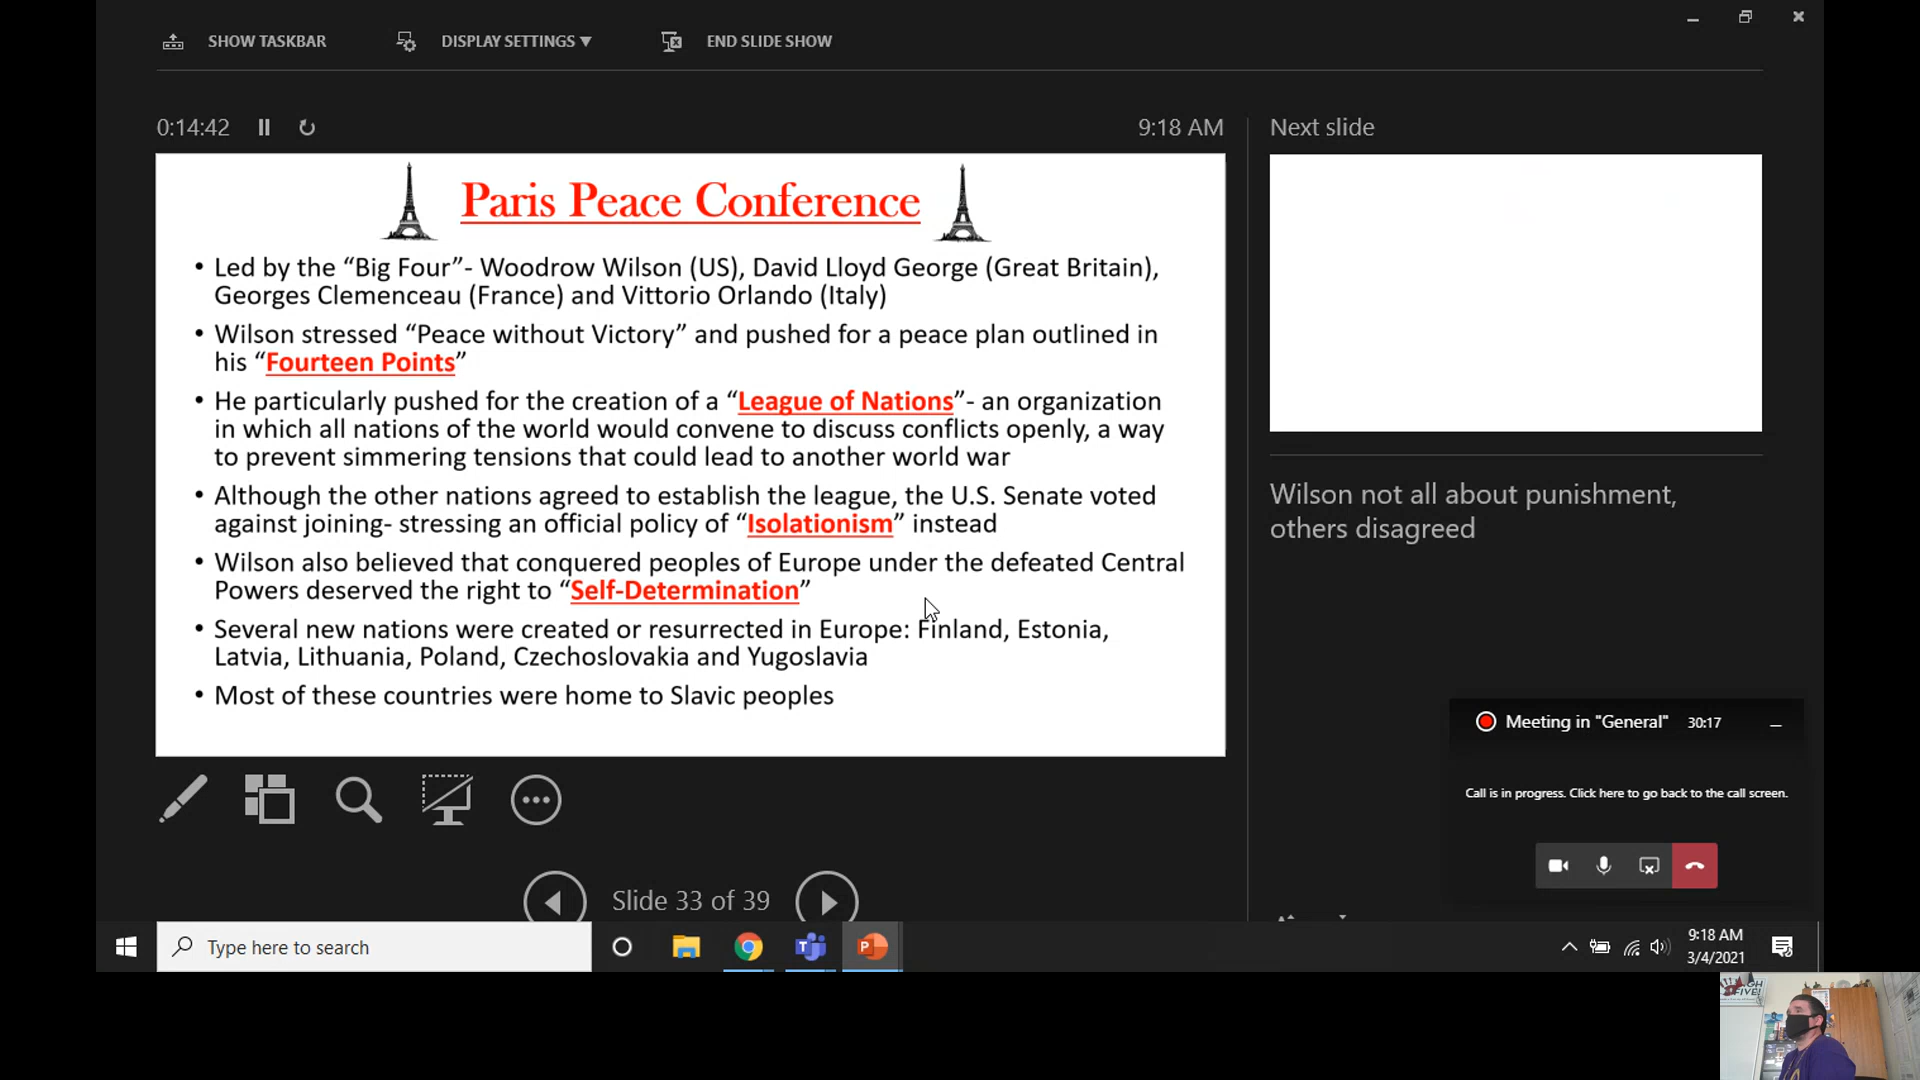 SHOW TASKBAR
DISPLAY SETTINGS ▼
END SLIDE SHOW
0:14:42
9:18 AM
Next slide
Paris Peace Conference
• Led by the “Big Four”- Woodrow Wilson (US), David Lloyd George (Great Britain),
Georges Clemenceau (France) and Vittorio Orlando (Italy)
• Wilson stressed “Peace without Victory” and pushed for a peace plan outlined in
his “Fourteen Points”
• He particularly pushed for the creation of a “League of Nations”- an organization
in which all nations of the world would convene to discuss conflicts openly, a way
to prevent simmering tensions that could lead to another world war
• Although the other nations agreed to establish the league, the U.S. Senate voted
against joining- stressing an official policy of “Isolationism” instead
• Wilson also believed that conquered peoples of Europe under the defeated Central
Powers deserved the right to “Self-Determination”
• Several new nations were created or resurrected in Europe: Finland, Estonia,
Latvia, Lithuania, Poland, Czechoslovakia and Yugoslavia
• Most of these countries were home to Slavic peoples
Wilson not all about punishment,
others disagreed
Meeting in "General"
30:17
Call is in progress. Click here to go back to the call screen.
Slide 33 of 39
Type here to search
9:18 AM
3/4/2021
FIVE!